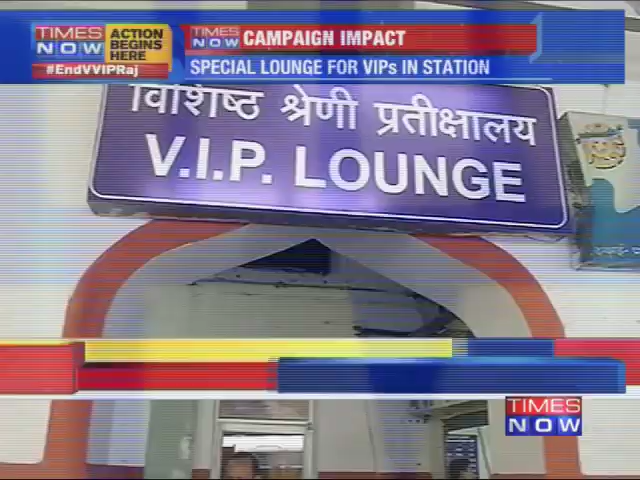 TIMES NOW
ACTION BEGINS HERE
#EndVVIPRaj
TIMES NOW CAMPAIGN IMPACT
SPECIAL LOUNGE FOR VIPs IN STATION
विशिष्ठ श्रेणी प्रतीक्षालय
V.I.P. LOUNGE
TIMES NOW